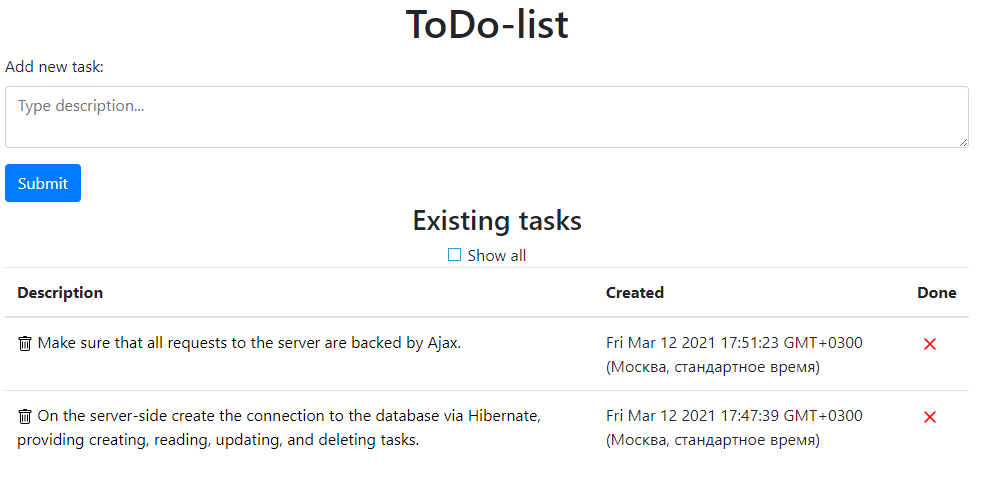 ToDo-list
Add new task:
Type description...
Submit
Existing tasks
Show all
Description Created Done
Make sure that all requests to the server are backed by Ajax. Fri Mar 12 2021 17:51:23 GMT+0300
(Москва, стандартное время)
On the server-side create the connection to the database via Hibernate, Fri Mar 12 2021 17:47:39 GMT+0300
providing creating, reading, updating, and deleting tasks. (Москва, стандартное время)